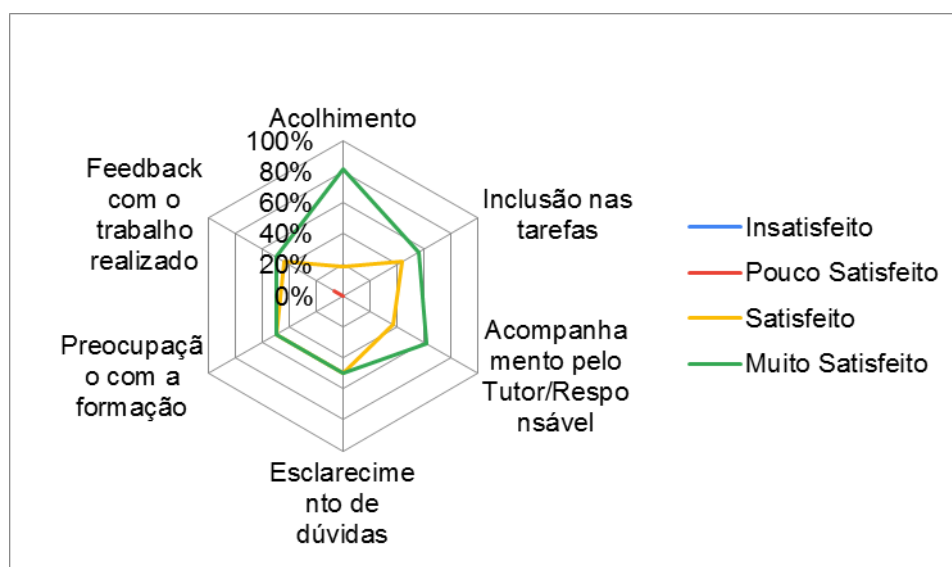 Acolhimento
100%
80%
60%
40%
20%
0%
Inclusão nas
tarefas
Acompanha
mento pelo
Tutor/Respo
nsável
Esclarecime
nto de
dúvidas
Preocupaçã
o com a
formação
Feedback
com o
trabalho
realizado
Insatisfeito
Pouco Satisfeito
Satisfeito
Muito Satisfeito